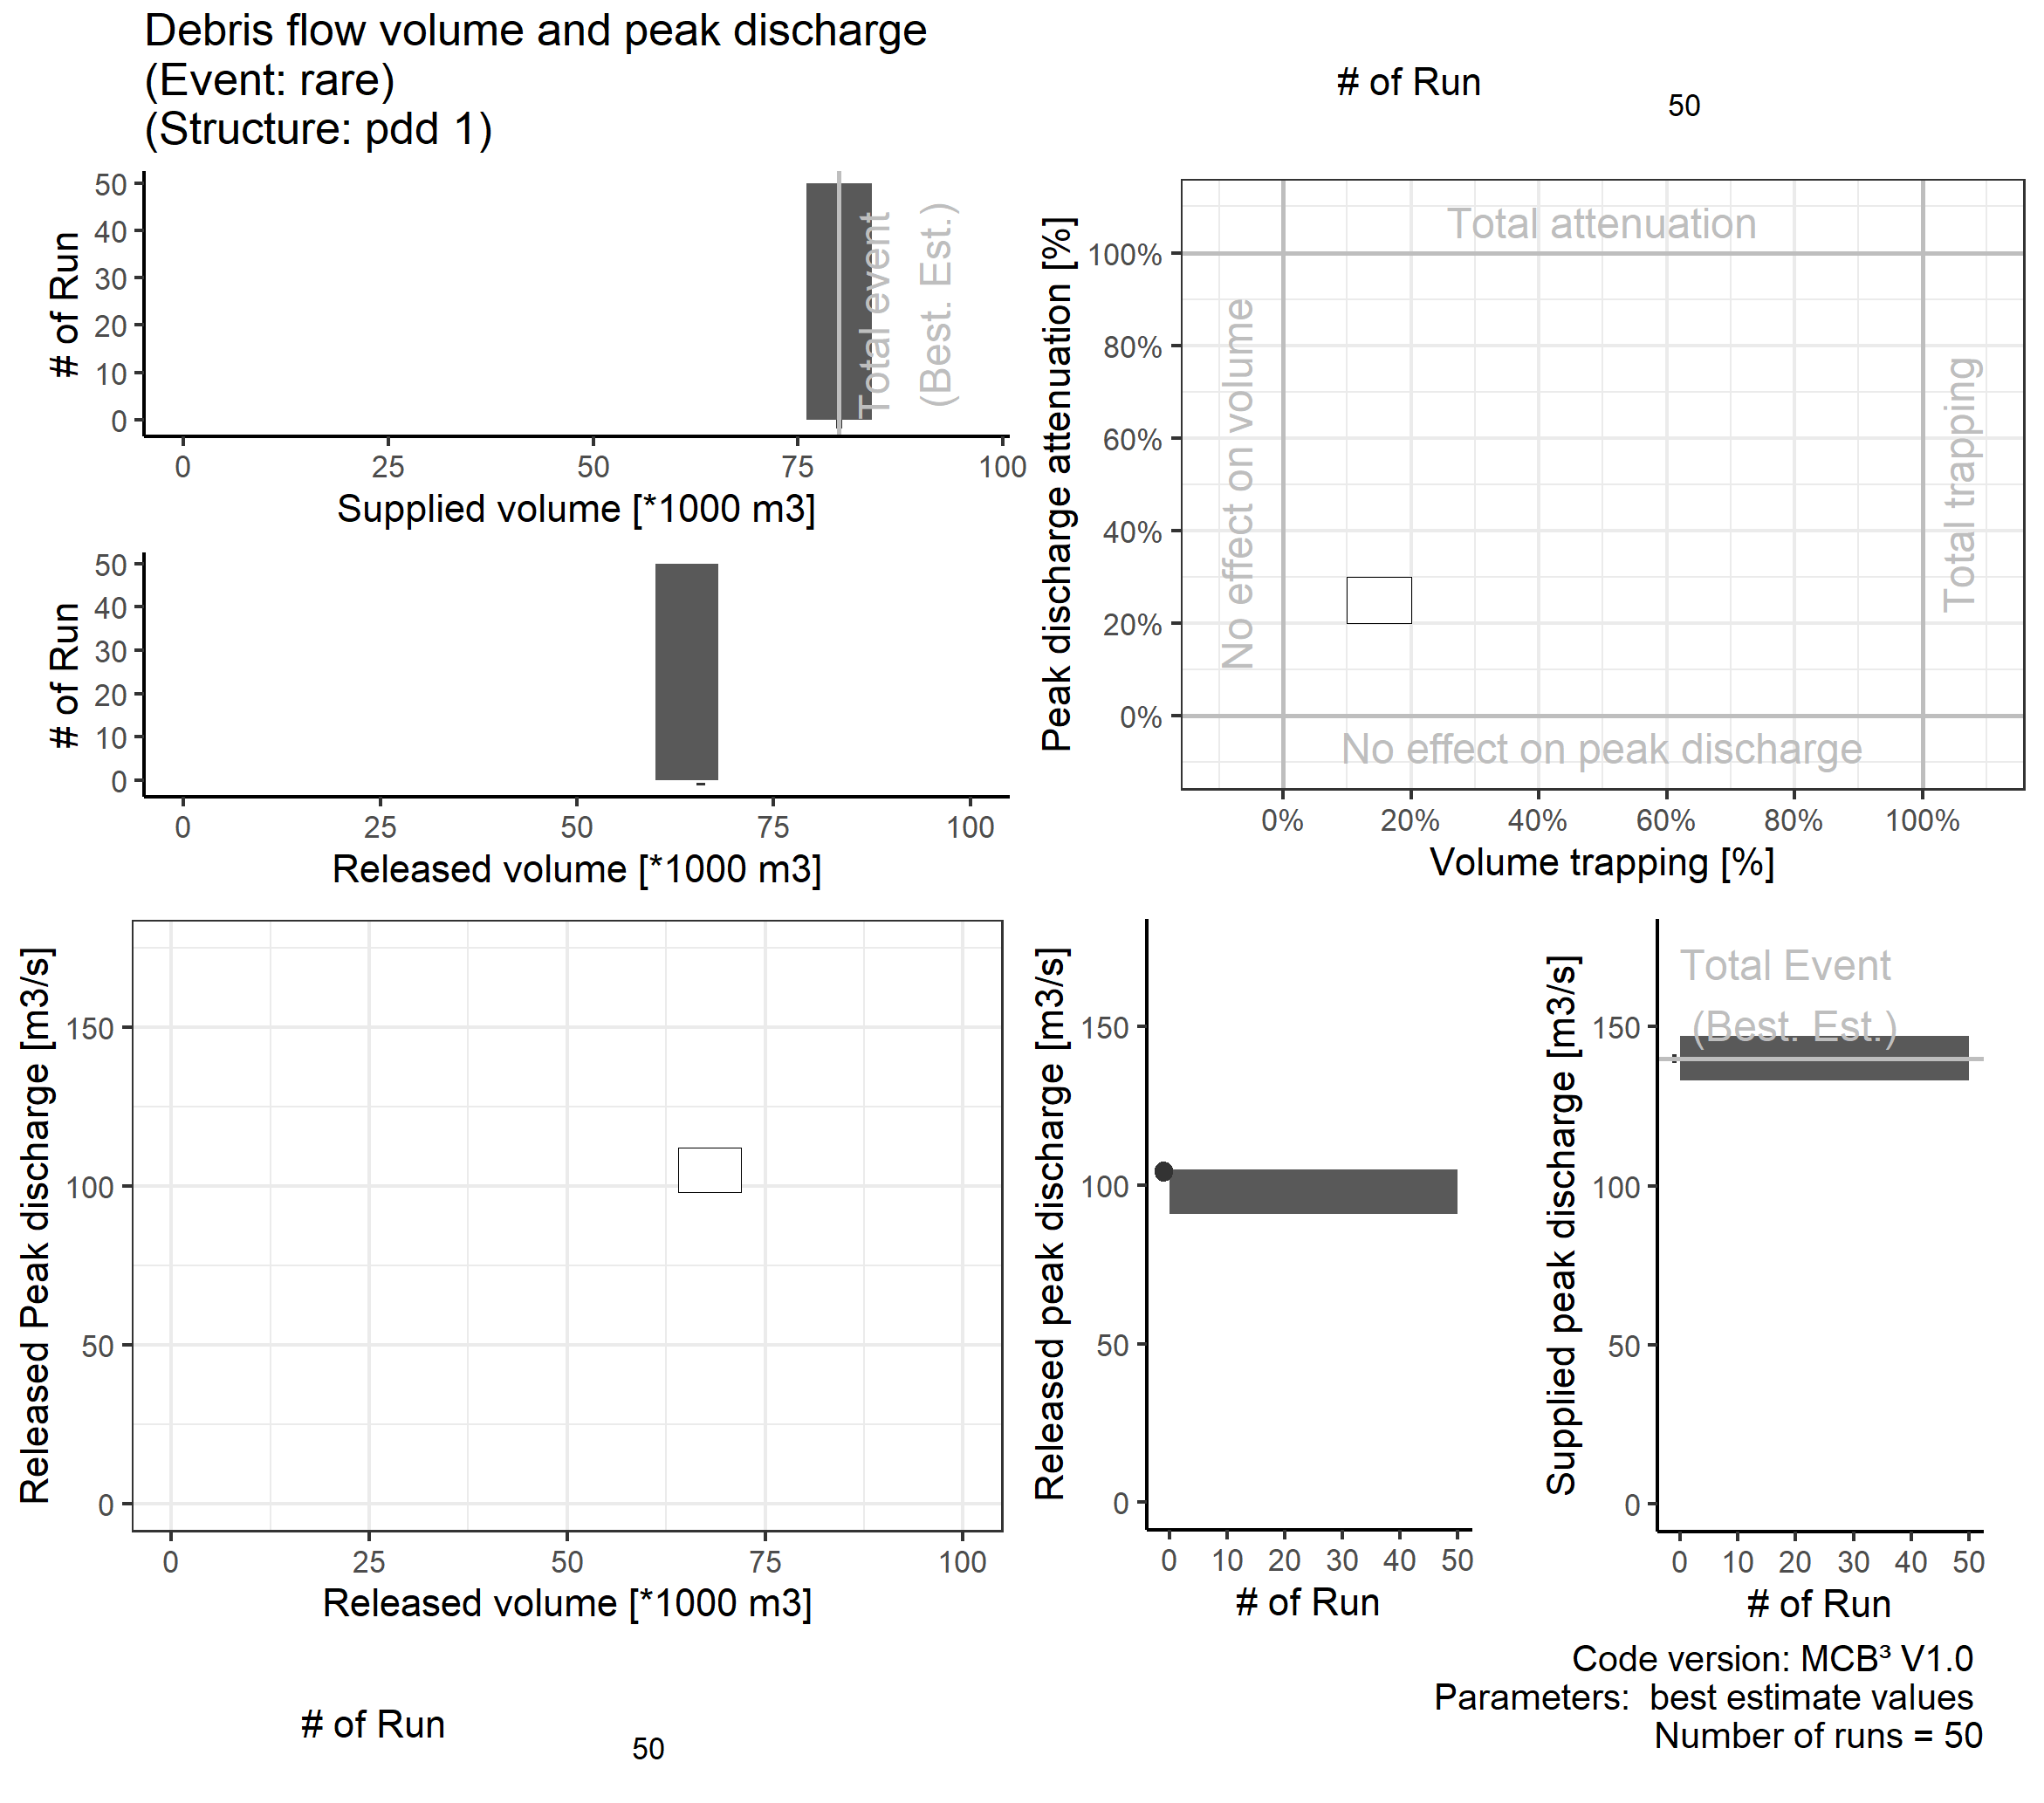 Debris flow volume and peak discharge
(Event: rare)
(Structure: pdd 1)
# of Run
50
50
40
30
20
10
0
# of Run
Total event
(Best. Est.)
0 25 50 75 100
Supplied volume [*1000 m3]
50
40
30
20
10
0
# of Run
0 25 50 75 100
Released volume [*1000 m3]
Peak discharge attenuation [%]
100%
80%
60%
40%
20%
0%
Total attenuation
No effect on volume
Total trapping
No effect on peak discharge
0% 20% 40% 60% 80% 100%
Volume trapping [%]
Released Peak discharge [m3/s]
150
100
50
0
0 25 50 75 100
Released volume [*1000 m3]
# of Run
50
Released peak discharge [m3/s]
150
100
50
0
0 10 20 30 40 50
# of Run
Supplied peak discharge [m3/s]
150
100
50
0
Total Event
(Best. Est.)
0 10 20 30 40 50
# of Run
Code version: MCB³ V1.0
Parameters:  best estimate values
Number of runs = 50